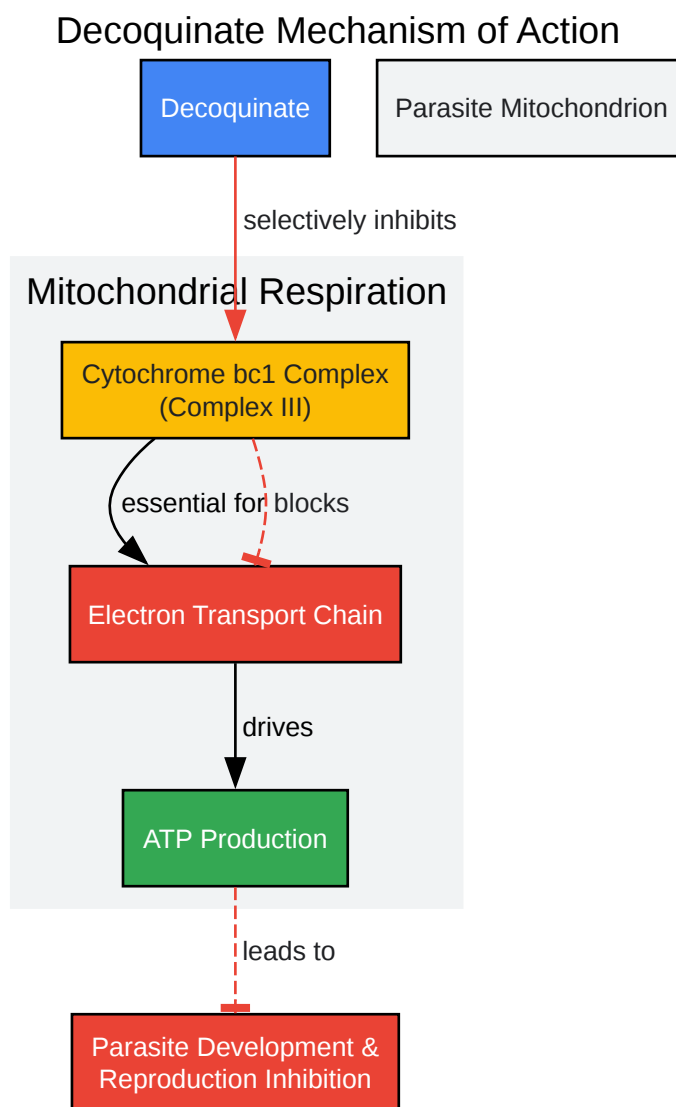 Decoquinate Mechanism of Action
Decoquinate
Parasite Mitochondrion
selectively inhibits
Mitochondrial Respiration
Cytochrome bc1 Complex
(Complex III)
essential for
blocks
Electron Transport Chain
drives
ATP Production
leads to
Parasite Development &
Reproduction Inhibition